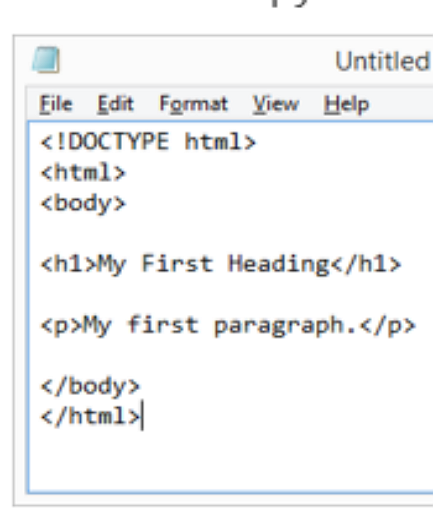 py
Untitled
File Edit Format View Help
<!DOCTYPE html>
<html>
<body>
<h1>My First Heading</h1>
<p>My first paragraph.</p>
</body>
</html>